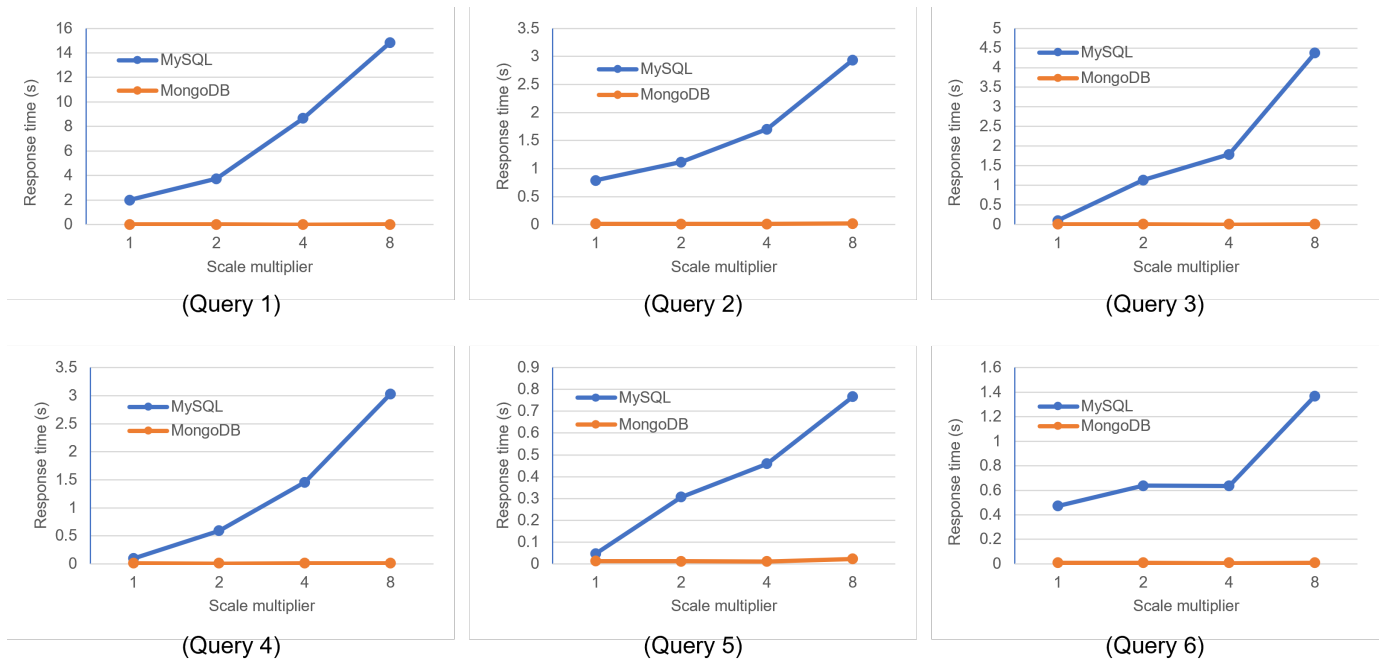 16
14
12
10
8
6
4
2
0
Response time (s)
MySQL
MongoDB
1 2 4 8
Scale multiplier
(Query 1)
3.5
3
2.5
2
1.5
1
0.5
0
Response time (s)
MySQL
MongoDB
1 2 4 8
Scale multiplier
(Query 2)
5
4.5
4
3.5
3
2.5
2
1.5
1
0.5
0
Response time (s)
MySQL
MongoDB
1 2 4 8
Scale multiplier
(Query 3)
3.5
3
2.5
2
1.5
1
0.5
0
Response time (s)
MySQL
MongoDB
1 2 4 8
Scale multiplier
(Query 4)
0.9
0.8
0.7
0.6
0.5
0.4
0.3
0.2
0.1
0
Response time (s)
MySQL
MongoDB
1 2 4 8
Scale multiplier
(Query 5)
1.6
1.4
1.2
1
0.8
0.6
0.4
0.2
0
Response time (s)
MySQL
MongoDB
1 2 4 8
Scale multiplier
(Query 6)